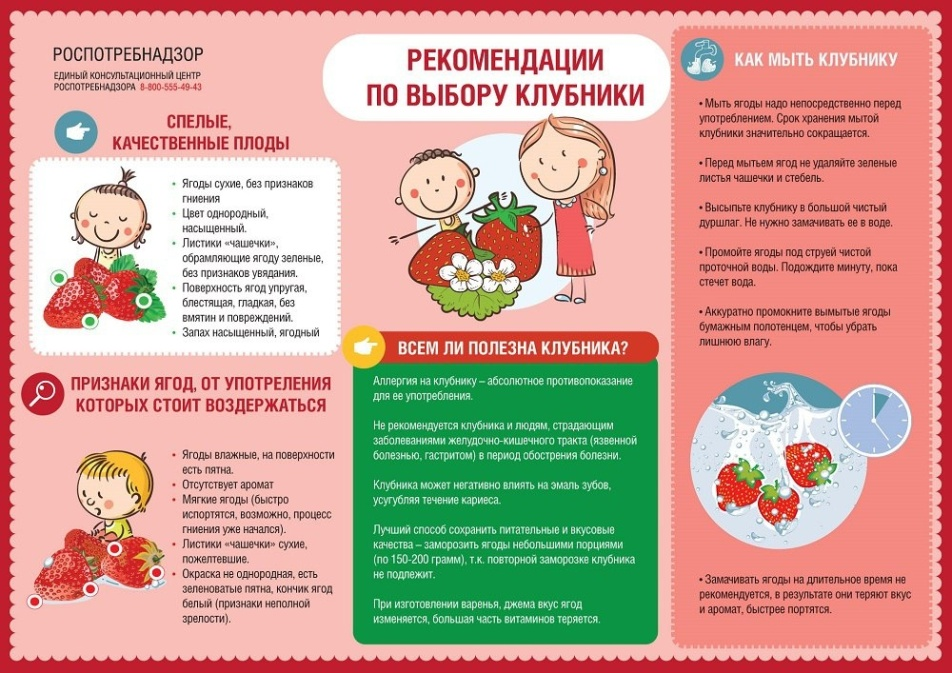 РОСПОТРЕБНАДЗОР
ЕДИНЫЙ КОНСУЛЬТАЦИОННЫЙ ЦЕНТР
РОСПОТРЕБНАДЗОРА 8-800-555-49-43
РЕКОМЕНДАЦИИ
ПО ВЫБОРУ КЛУБНИКИ
СПЕЛЫЕ,
КАЧЕСТВЕННЫЕ ПЛОДЫ
• Ягоды сухие, без признаков
гниения
• Цвет однородный,
насыщенный.
• Листики «чашечки»,
обрамляющие ягоду зеленые,
без признаков увядания.
• Поверхность ягод упругая,
блестящая, гладкая, без
вмятин и повреждений.
• Запах насыщенный, ягодный
ПРИЗНАКИ ЯГОД, ОТ УПОТРЕЛЕНИЯ
КОТОРЫХ СТОИТ ВОЗДЕРЖАТЬСЯ
• Ягоды влажные, на поверхности
есть пятна.
• Отсутствует аромат
• Мягкие ягоды (быстро
испортятся, возможно, процесс
гниения уже начался).
• Листики «чашечки» сухие,
пожелтевшие.
• Окраска не однородная, есть
зеленоватые пятна, кончик ягод
белый (признаки неполной
зрелости).
ВСЕМ ЛИ ПОЛЕЗНА КЛУБНИКА?
Аллергия на клубнику – абсолютное противопоказание
для ее употребления.
Не рекомендуется клубника и людям, страдающим
заболеваниями желудочно-кишечного тракта (язвенной
болезнью, гастритом) в период обострения болезни.
Клубника может негативно влиять на эмаль зубов,
усугубляя течение кариеса.
Лучший способ сохранить питательные и вкусовые
качества – заморозить ягоды небольшими порциями
(по 150-200 грамм), т.к. повторной заморозке клубника
не подлежит.
При изготовлении варенья, джема вкус ягод
изменяется, большая часть витаминов теряется.
КАК МЫТЬ КЛУБНИКУ
• Мыть ягоды надо непосредственно перед
употреблением. Срок хранения мытой
клубники значительно сокращается.
• Перед мытьем ягод не удаляйте зеленые
листья чашечки и стебель.
• Высыпьте клубнику в большой чистый
дуршлаг. Не нужно замачивать ее в воде.
• Промойте ягоды под струей чистой
проточной воды. Подождите минуту, пока
стечет вода.
• Аккуратно промокните вымытые ягоды
бумажным полотенцем, чтобы убрать
лишнюю влагу.
• Замачивать ягоды на длительное время не
рекомендуется, в результате они теряют вкус
и аромат, быстрее портятся.